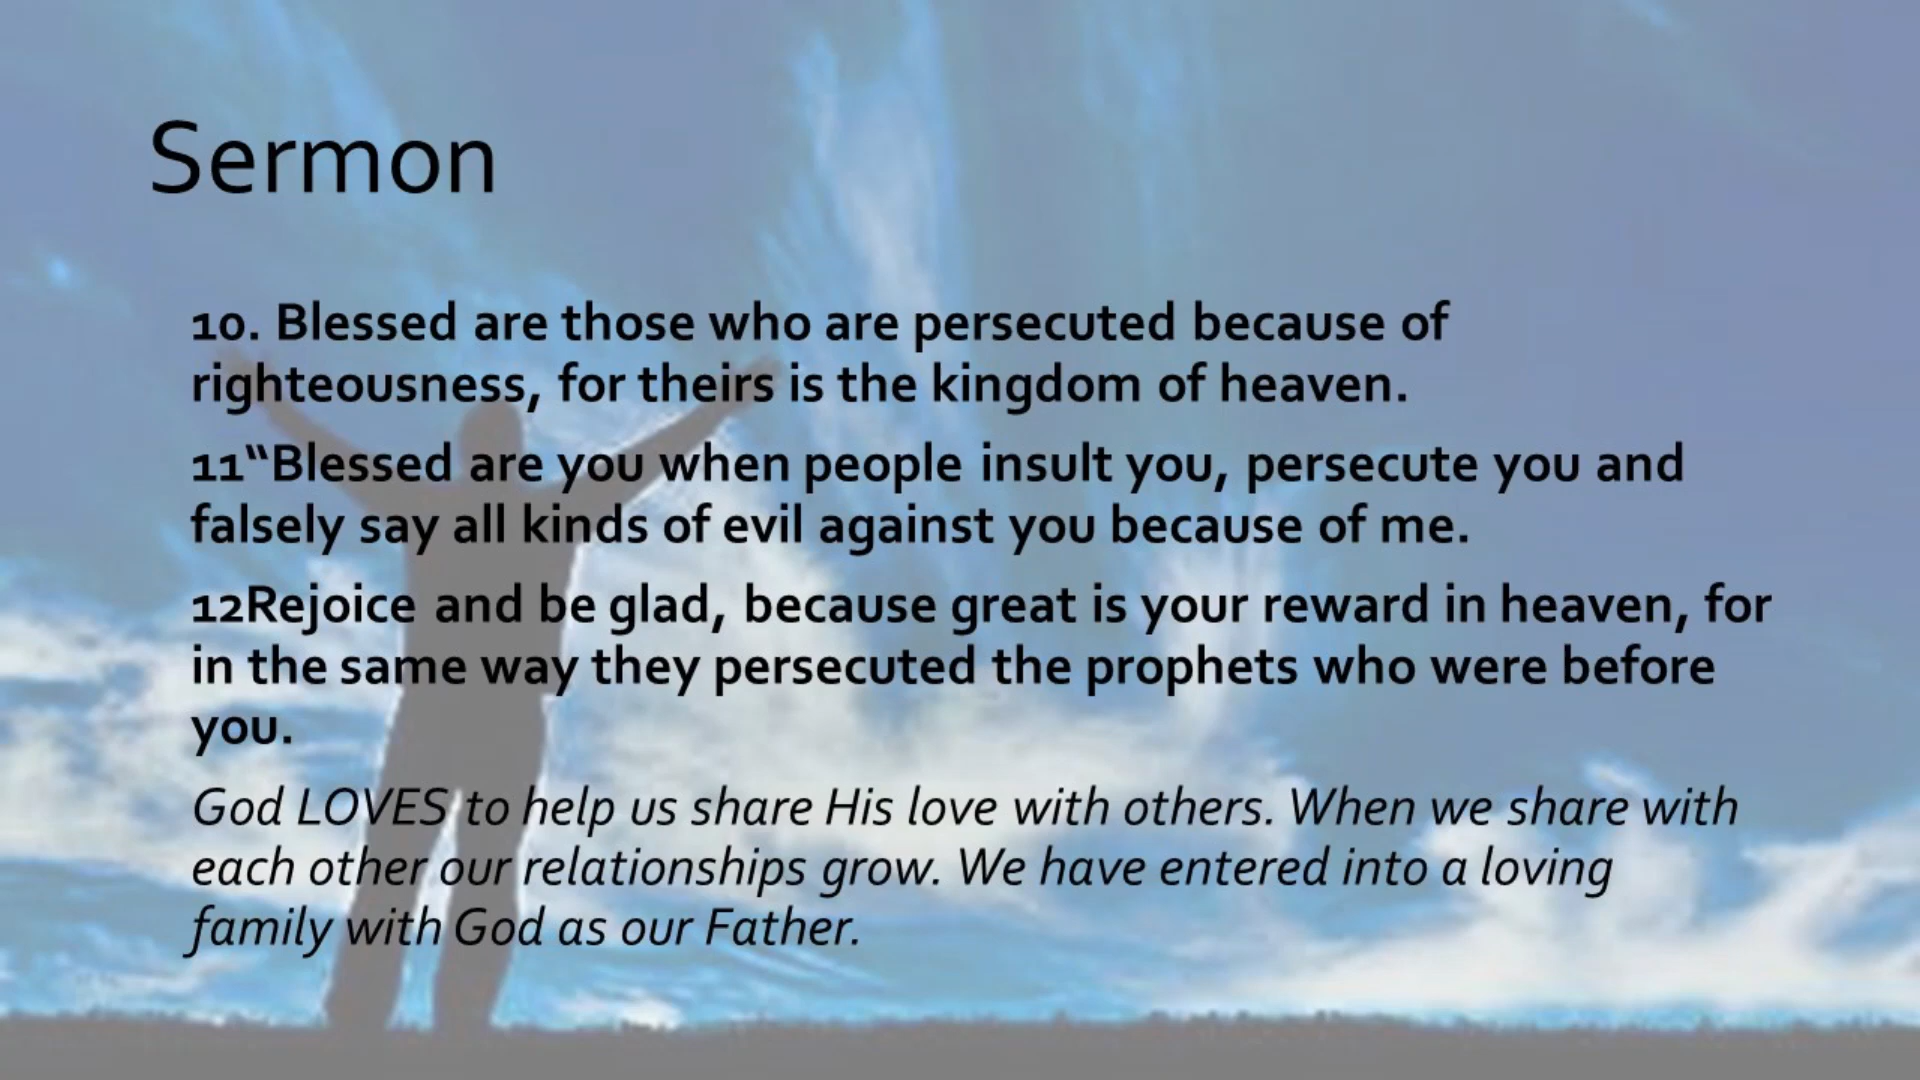 Sermon
10. Blessed are those who are persecuted because of
righteousness, for theirs is the kingdom of heaven.
11“Blessed are you when people insult you, persecute you and
falsely say all kinds of evil against you because of me.
12Rejoice and be glad, because great is your reward in heaven, for
in the same way they persecuted the prophets who were before
you.
God LOVES to help us share His love with others. When we share with
each other our relationships grow. We have entered into a loving
family with God as our Father.